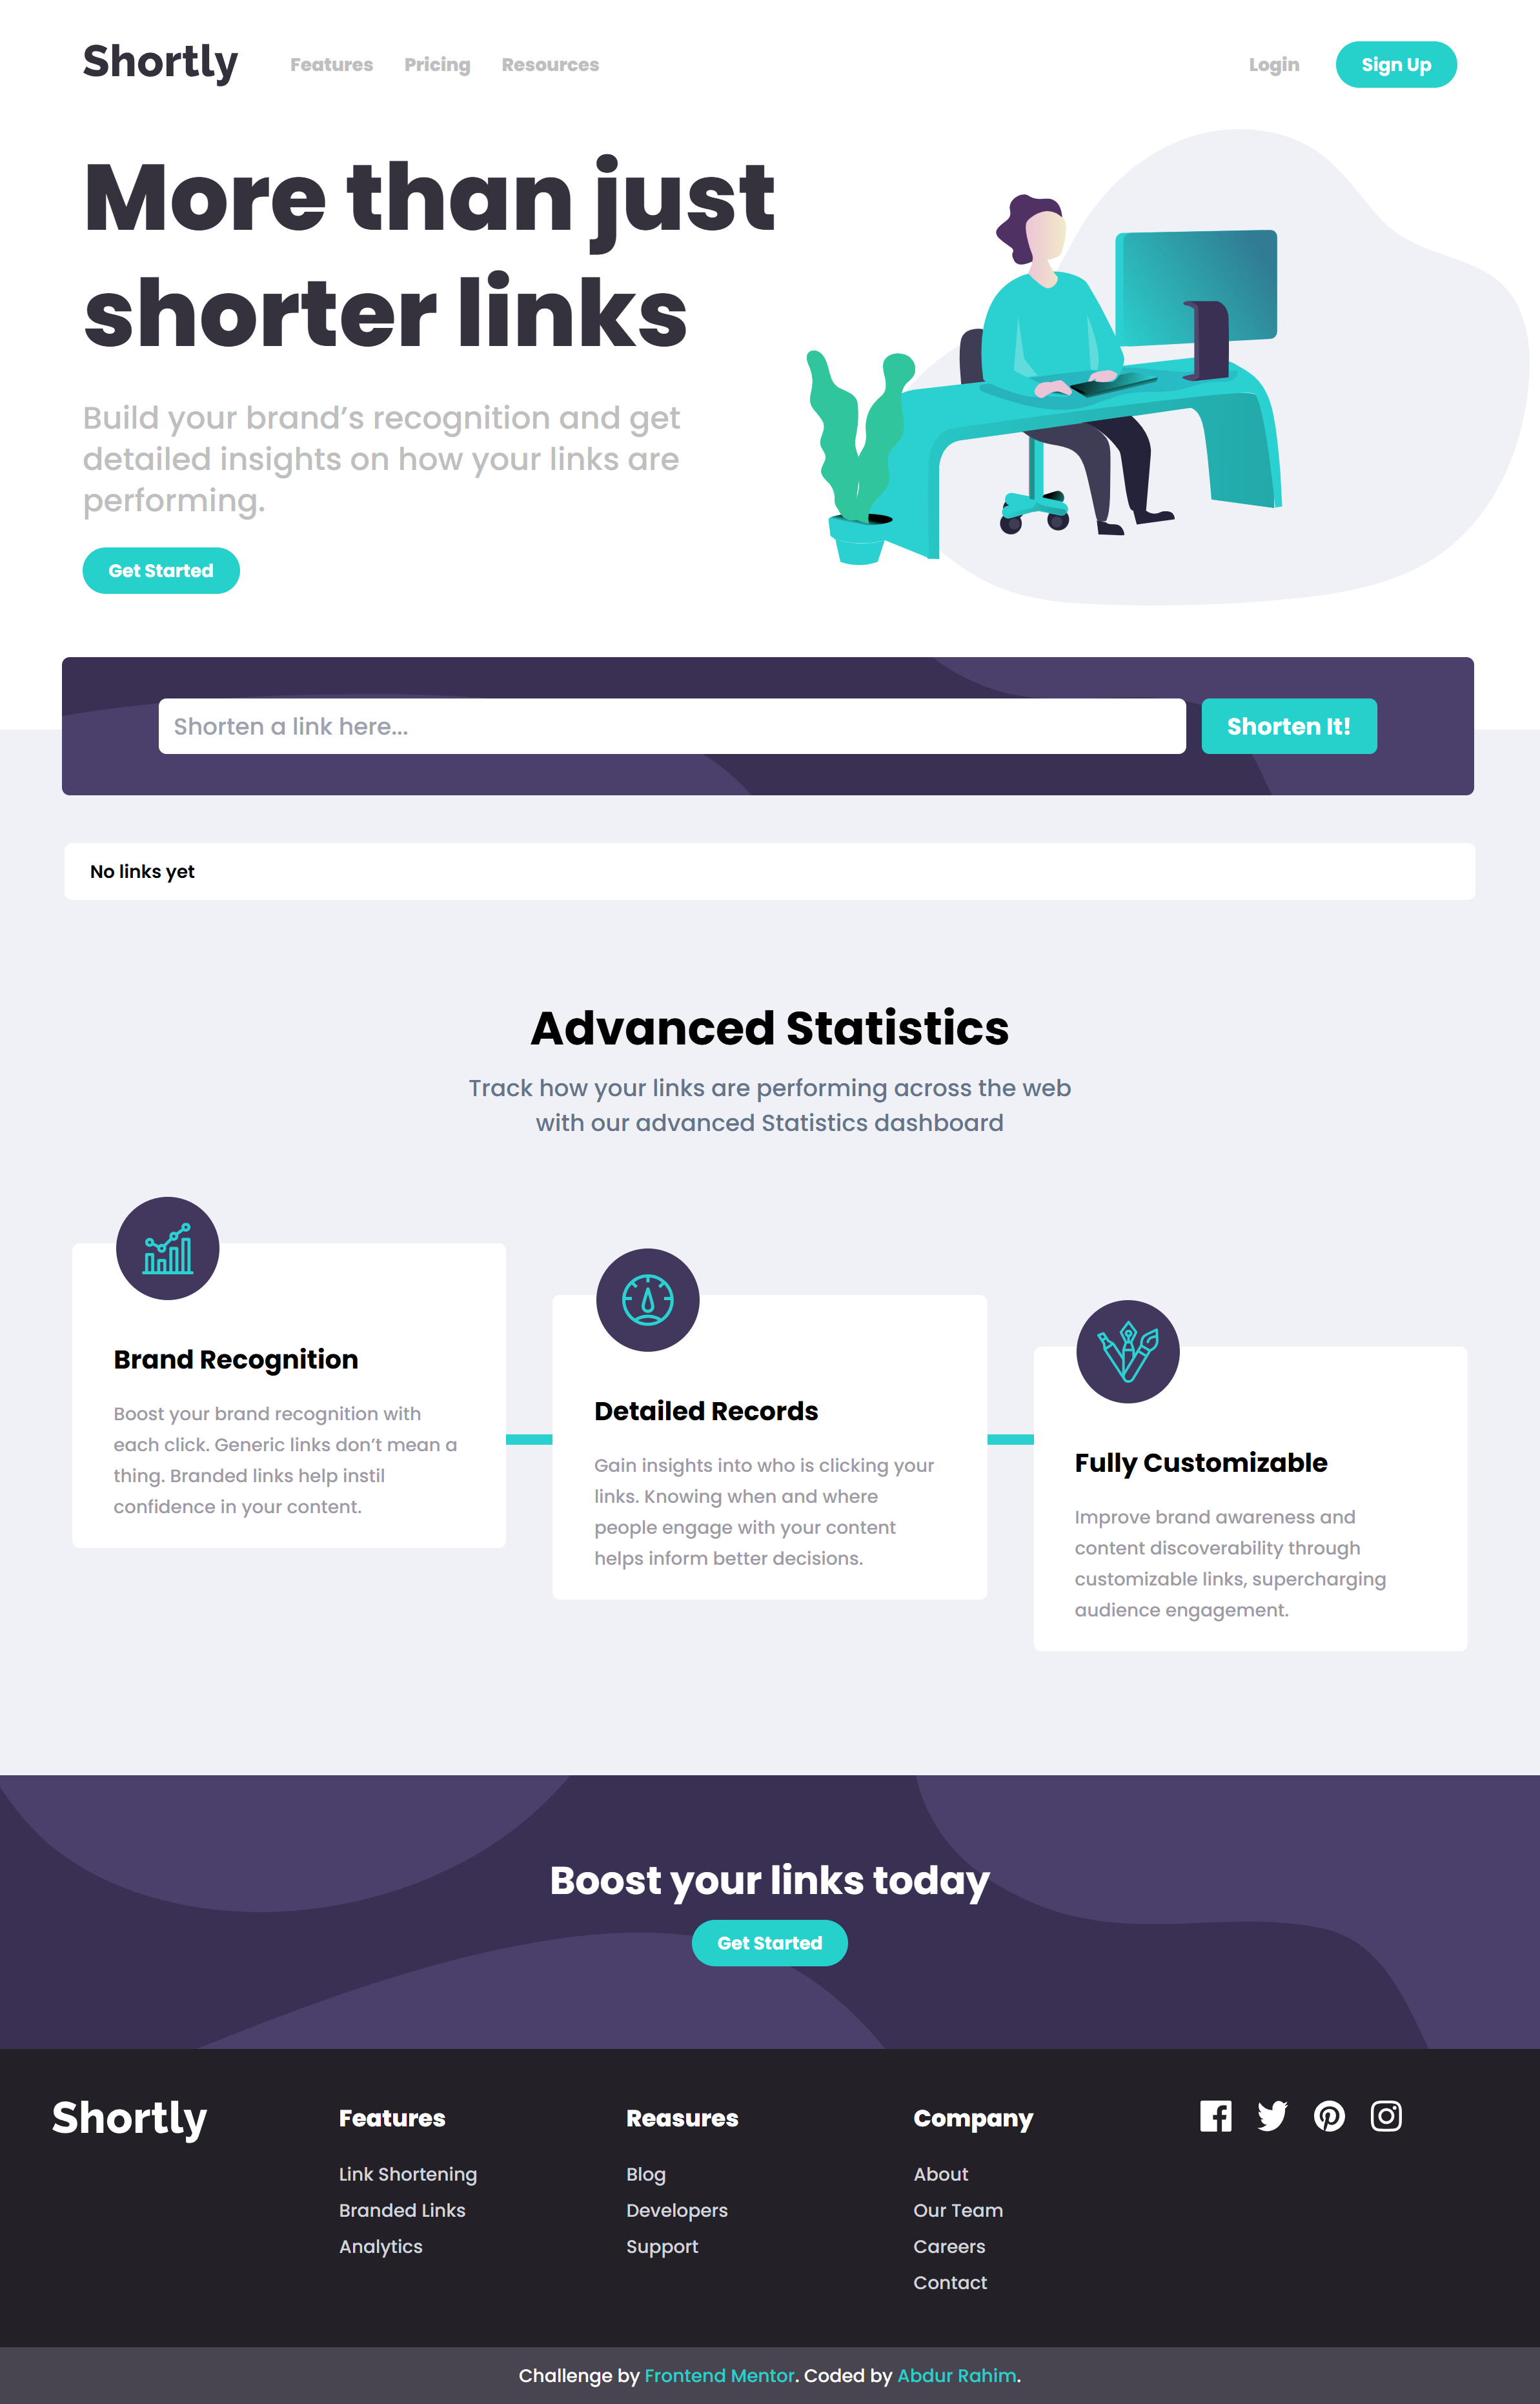 Shortly
Features
Pricing
Resources
Login
Sign Up
More than just
shorter links
Build your brand’s recognition and get
detailed insights on how your links are
performing.
Get Started
Shorten a link here...
Shorten It!
No links yet
Advanced Statistics
Track how your links are performing across the web
with our advanced Statistics dashboard
Brand Recognition
Boost your brand recognition with
each click. Generic links don’t mean a
thing. Branded links help instil
confidence in your content.
Detailed Records
Gain insights into who is clicking your
links. Knowing when and where
people engage with your content
helps inform better decisions.
Fully Customizable
Improve brand awareness and
content discoverability through
customizable links, supercharging
audience engagement.
Boost your links today
Get Started
Shortly
Features
Link Shortening
Branded Links
Analytics
Reasures
Blog
Developers
Support
Company
About
Our Team
Careers
Contact
Challenge by Frontend Mentor. Coded by Abdur Rahim.